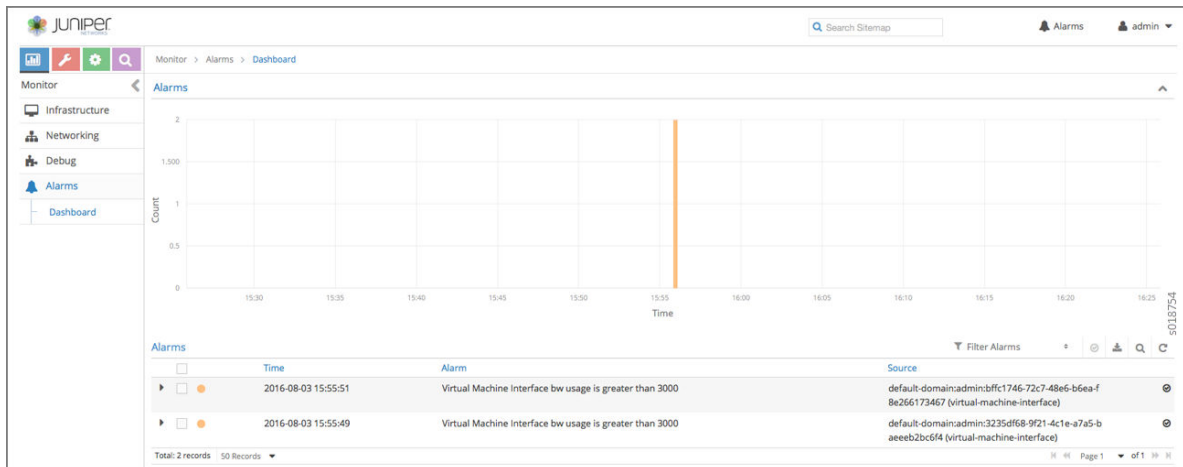 JUNIPER
NETWORKS
Search Sitemap
Alarms
admin
Monitor
Monitor > Alarms > Dashboard
Infrastructure
Networking
Debug
Alarms
Dashboard
Alarms
2
1.500
1
0.5
0
Count
15:30 15:35 15:40 15:45 15:50 15:55 16:00 16:05 16:10 16:15 16:20 16:25
Time
s018754
Alarms
Filter Alarms
Time Alarm Source
2016-08-03 15:55:51 Virtual Machine Interface bw usage is greater than 3000 default-domain:admin:bffc1746-72c7-48e6-b6ea-f
8e266173467 (virtual-machine-interface)
2016-08-03 15:55:49 Virtual Machine Interface bw usage is greater than 3000 default-domain:admin:3235df68-9f21-4c1e-a7a5-b
aeeeb2bc6f4 (virtual-machine-interface)
Total: 2 records 50 Records Page 1 of 1